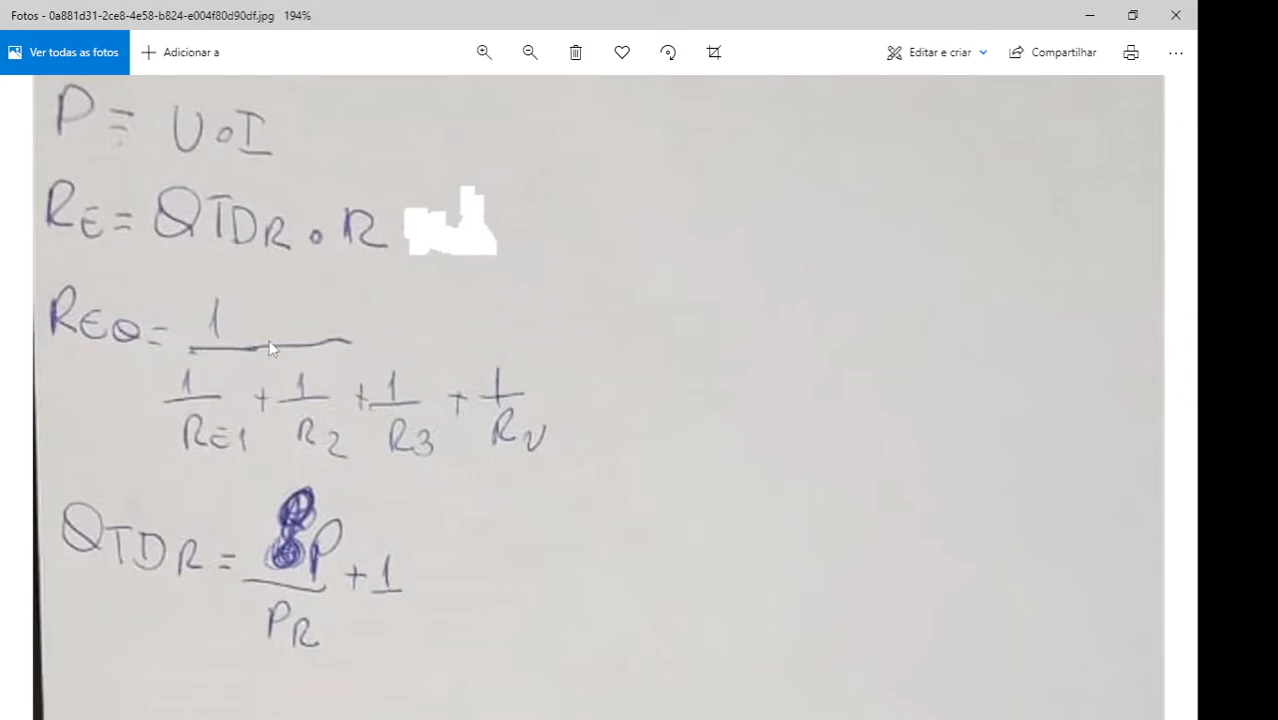 Fotos - 0a881d31-2ce8-4e58-b824-e004f80d90df.jpg 194%
Ver todas as fotos Adicionar a Editar e criar Compartilhar
P = U.I
RE = QTDR . R
REQ = 1
1/RE1 + 1/R2 + 1/R3 + 1/RN
QTDR = P/PR + 1